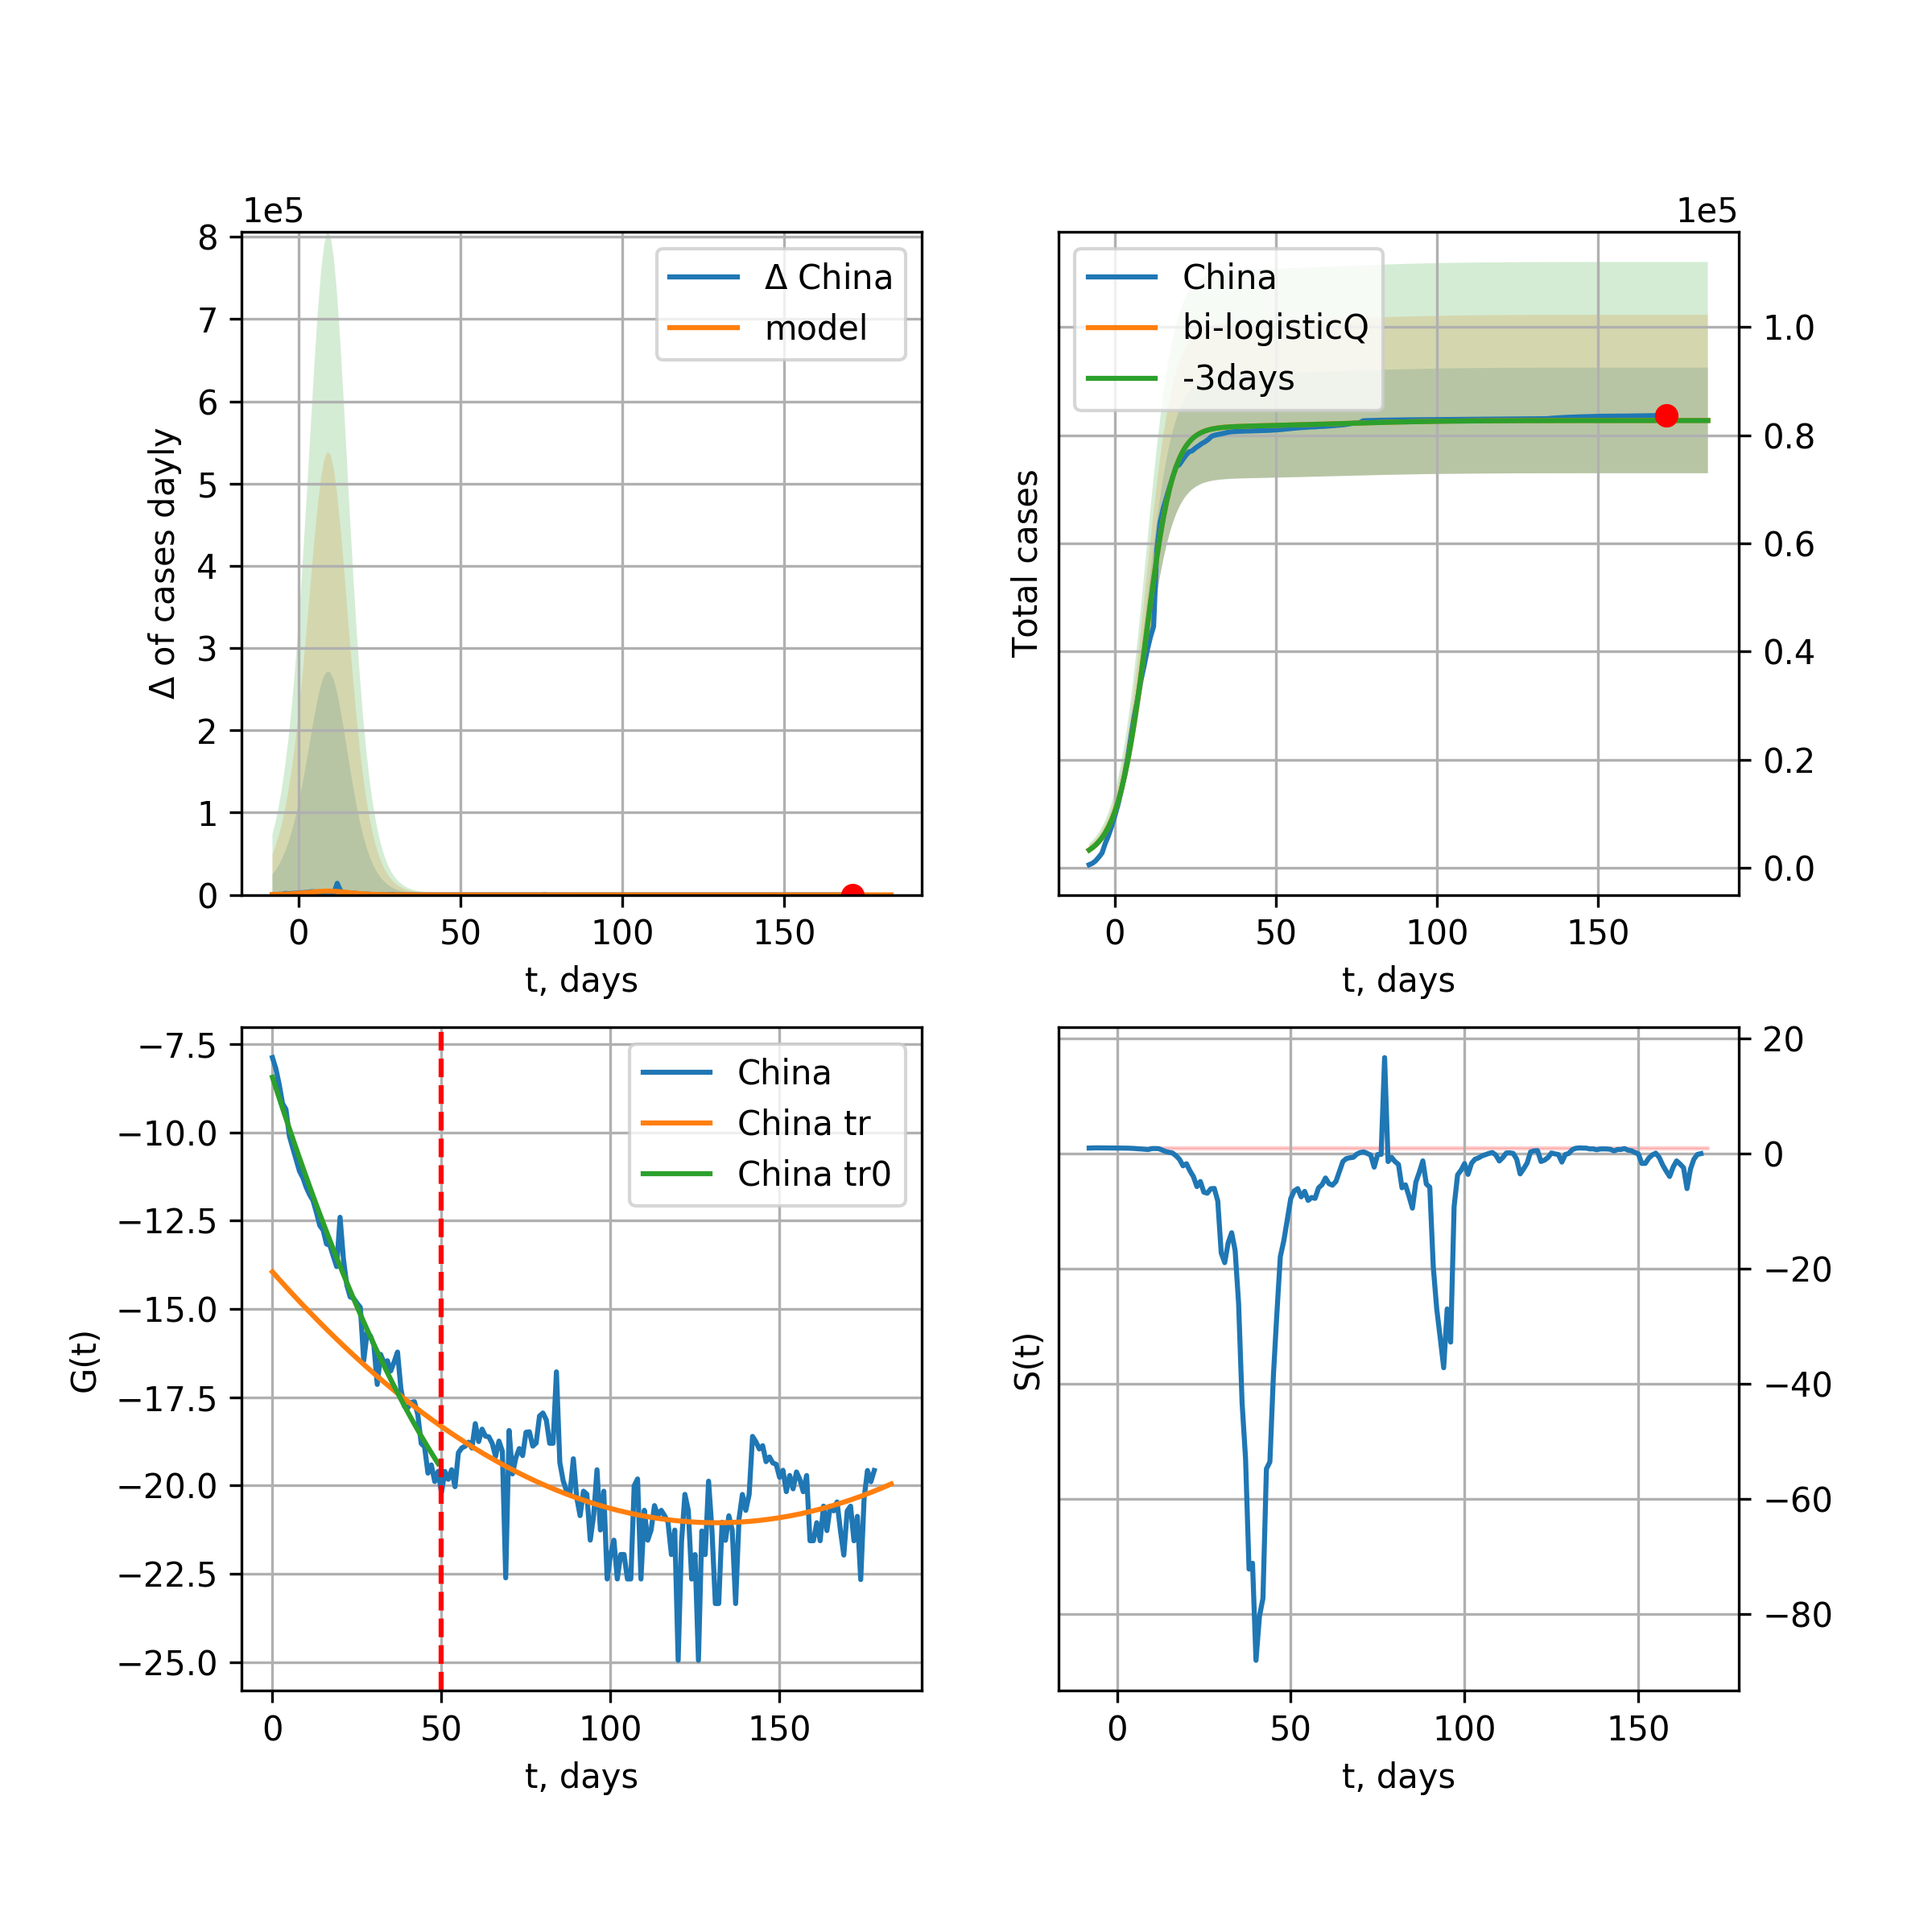 1e5
8
7
6
5
4
3
2
1
0
Δ of cases dayly
Δ China
model
0 50 100 150
t, days
1e5
1.0
0.8
0.6
0.4
0.2
0.0
Total cases
China
bi-logisticQ
-3days
0 50 100 150
t, days
−7.5
−10.0
−12.5
−15.0
−17.5
−20.0
−22.5
−25.0
G(t)
China
China tr
China tr0
0 50 100 150
t, days
20
0
−20
−40
−60
−80
S(t)
0 50 100 150
t, days